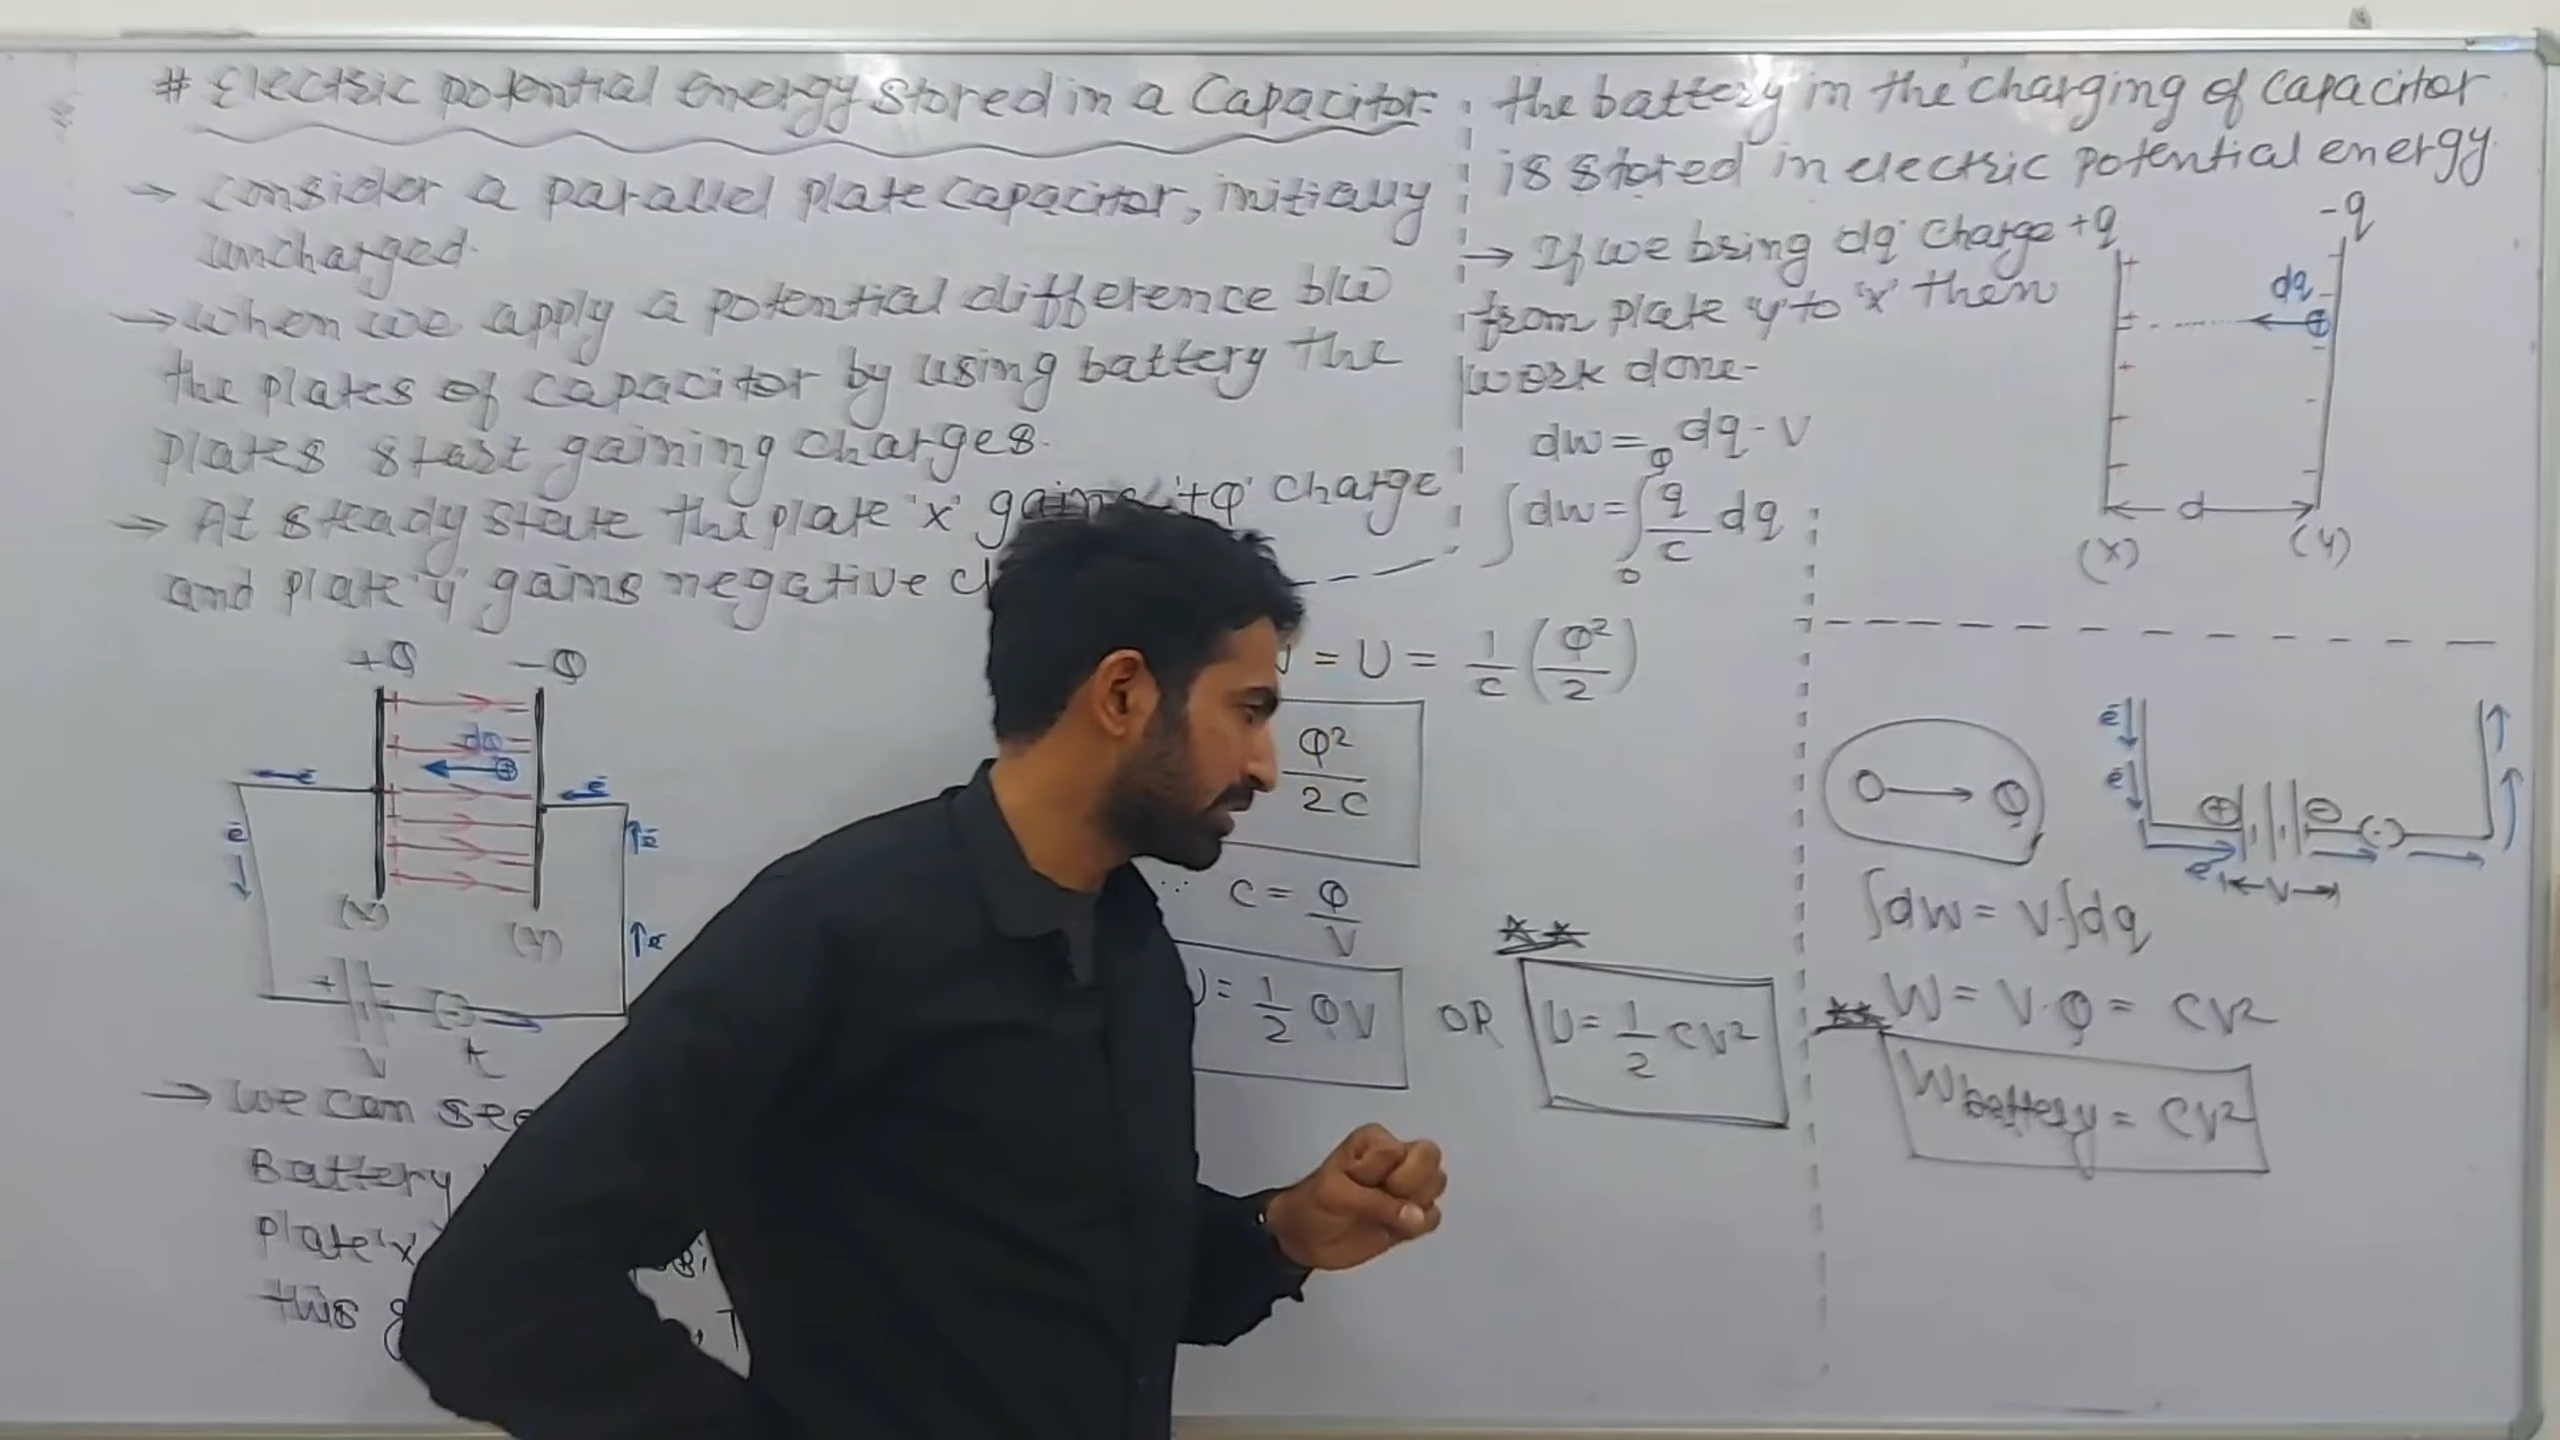 # Electric potential energy stored in a Capacitor:
→ Consider a parallel plate capacitor, initially
uncharged.
→ When we apply a potential difference b/w
the plates of capacitor by using battery the
plates start gaining charges.
→ At steady state the plate 'x' gains '+Q' charge
and plate 'y' gains negative
+Q -Q
dQ
⊕
e⁻ e⁻
e⁻ e⁻
e⁻
(x) (y)
+ -
V K
→ We can see
Battery
plate 'x'
this
the battery in the charging of capacitor
is stored in electric potential energy.
→ If we bring dq charge
from plate 'y' to 'x' then
work done-
dw = dq · V
∫dw = ∫₀^Q q/C dq
= U = 1/C (Q²/2)
Q²/2C
∵ C = Q/V
U = 1/2 QV OR U = 1/2 CV²
+q -q
dq
⊕
d
(X) (Y)
O → Q
e⁻
e⁻
⊕ ⊖ (·)
e⁻ V
∫dW = V·∫dq
W = V·Q = CV²
W battery = CV²